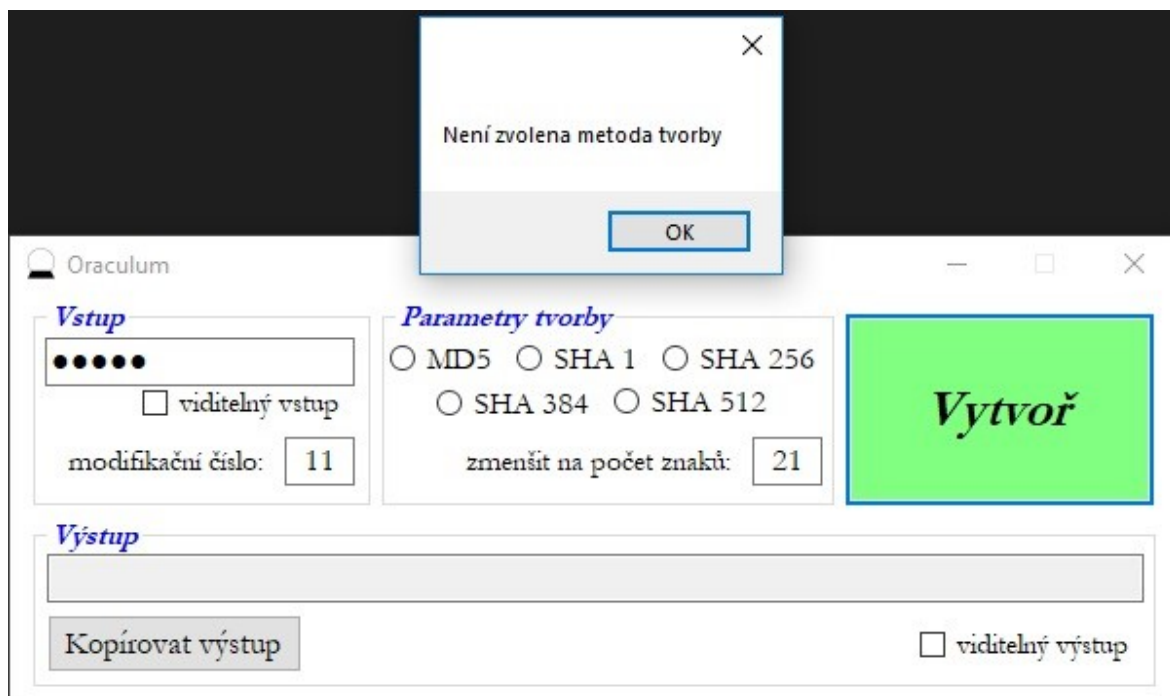 Není zvolena metoda tvorby
OK
Oraculum
Vstup
●●●●●
viditelný vstup
modifikační číslo: 11
Parametry tvorby
MD5 SHA 1 SHA 256
SHA 384 SHA 512
zmenšit na počet znaků: 21
Vytvoř
Výstup
Kopírovat výstup
viditelný výstup